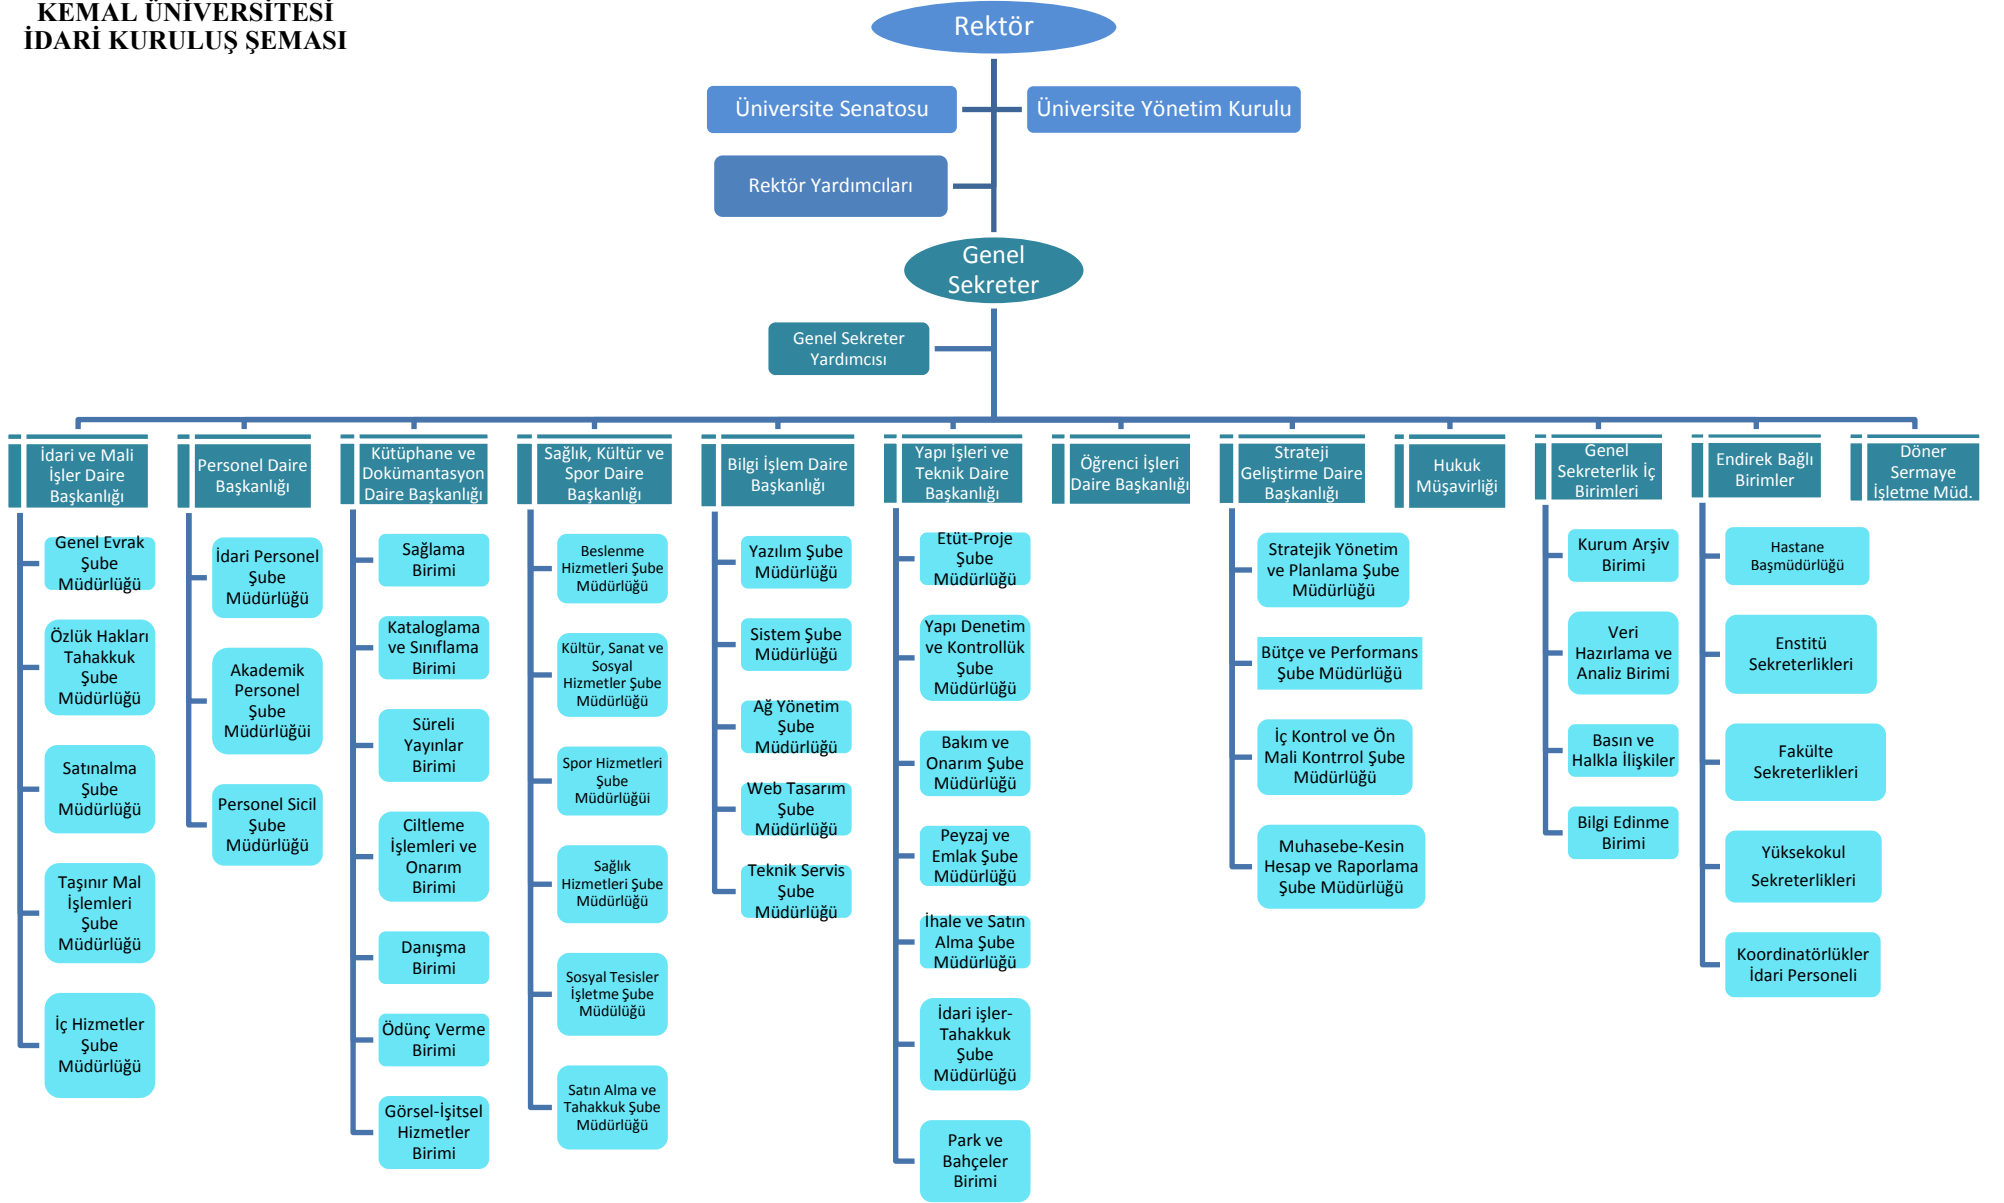 KEMAL ÜNİVERSİTESİ
İDARİ KURULUŞ ŞEMASI
Rektör
Üniversite Senatosu
Üniversite Yönetim Kurulu
Rektör Yardımcıları
Genel
Sekreter
Genel Sekreter
Yardımcısı
İdari ve Mali
İşler Daire
Başkanlığı
Genel Evrak
Şube
Müdürlüğü
Özlük Hakları
Tahakkuk
Şube
Müdürlüğü
Satınalma
Şube
Müdürlüğü
Taşınır Mal
İşlemleri
Şube
Müdürlüğü
İç Hizmetler
Şube
Müdürlüğü
Personel Daire
Başkanlığı
İdari Personel
Şube
Müdürlüğü
Akademik
Personel
Şube
Müdürlüğüi
Personel Sicil
Şube
Müdürlüğü
Kütüphane ve
Dokümantasyon
Daire Başkanlığı
Sağlama
Birimi
Kataloglama
ve Sınıflama
Birimi
Süreli
Yayınlar
Birimi
Ciltleme
İşlemleri ve
Onarım
Birimi
Danışma
Birimi
Ödünç Verme
Birimi
Görsel-İşitsel
Hizmetler
Birimi
Sağlık, Kültür ve
Spor Daire
Başkanlığı
Beslenme
Hizmetleri Şube
Müdürlüğü
Kültür, Sanat ve
Sosyal
Hizmetler Şube
Müdürlüğü
Spor Hizmetleri
Şube
Müdürlüğüi
Sağlık
Hizmetleri Şube
Müdürlüğü
Sosyal Tesisler
İşletme Şube
Müdülüğü
Satın Alma ve
Tahakkuk Şube
Müdürlüğü
Bilgi İşlem Daire
Başkanlığı
Yazılım Şube
Müdürlüğü
Sistem Şube
Müdürlüğü
Ağ Yönetim
Şube
Müdürlüğü
Web Tasarım
Şube
Müdürlüğü
Teknik Servis
Şube
Müdürlüğü
Yapı İşleri ve
Teknik Daire
Başkanlığı
Etüt-Proje
Şube
Müdürlüğü
Yapı Denetim
ve Kontrollük
Şube
Müdürlüğü
Bakım ve
Onarım Şube
Müdürlüğü
Peyzaj ve
Emlak Şube
Müdürlüğü
İhale ve Satın
Alma Şube
Müdürlüğü
İdari işler-
Tahakkuk
Şube
Müdürlüğü
Park ve
Bahçeler
Birimi
Öğrenci İşleri
Daire Başkanlığı
Strateji
Geliştirme Daire
Başkanlığı
Stratejik Yönetim
ve Planlama Şube
Müdürlüğü
Bütçe ve Performans
Şube Müdürlüğü
İç Kontrol ve Ön
Mali Kontrrol Şube
Müdürlüğü
Muhasebe-Kesin
Hesap ve Raporlama
Şube Müdürlüğü
Hukuk
Müşavirliği
Genel
Sekreterlik İç
Birimleri
Kurum Arşiv
Birimi
Veri
Hazırlama ve
Analiz Birimi
Basın ve
Halkla İlişkiler
Bilgi Edinme
Birimi
Endirek Bağlı
Birimler
Hastane
Başmüdürlüğü
Enstitü
Sekreterlikleri
Fakülte
Sekreterlikleri
Yüksekokul
Sekreterlikleri
Koordinatörlükler
İdari Personeli
Döner
Sermaye
İşletme Müd.